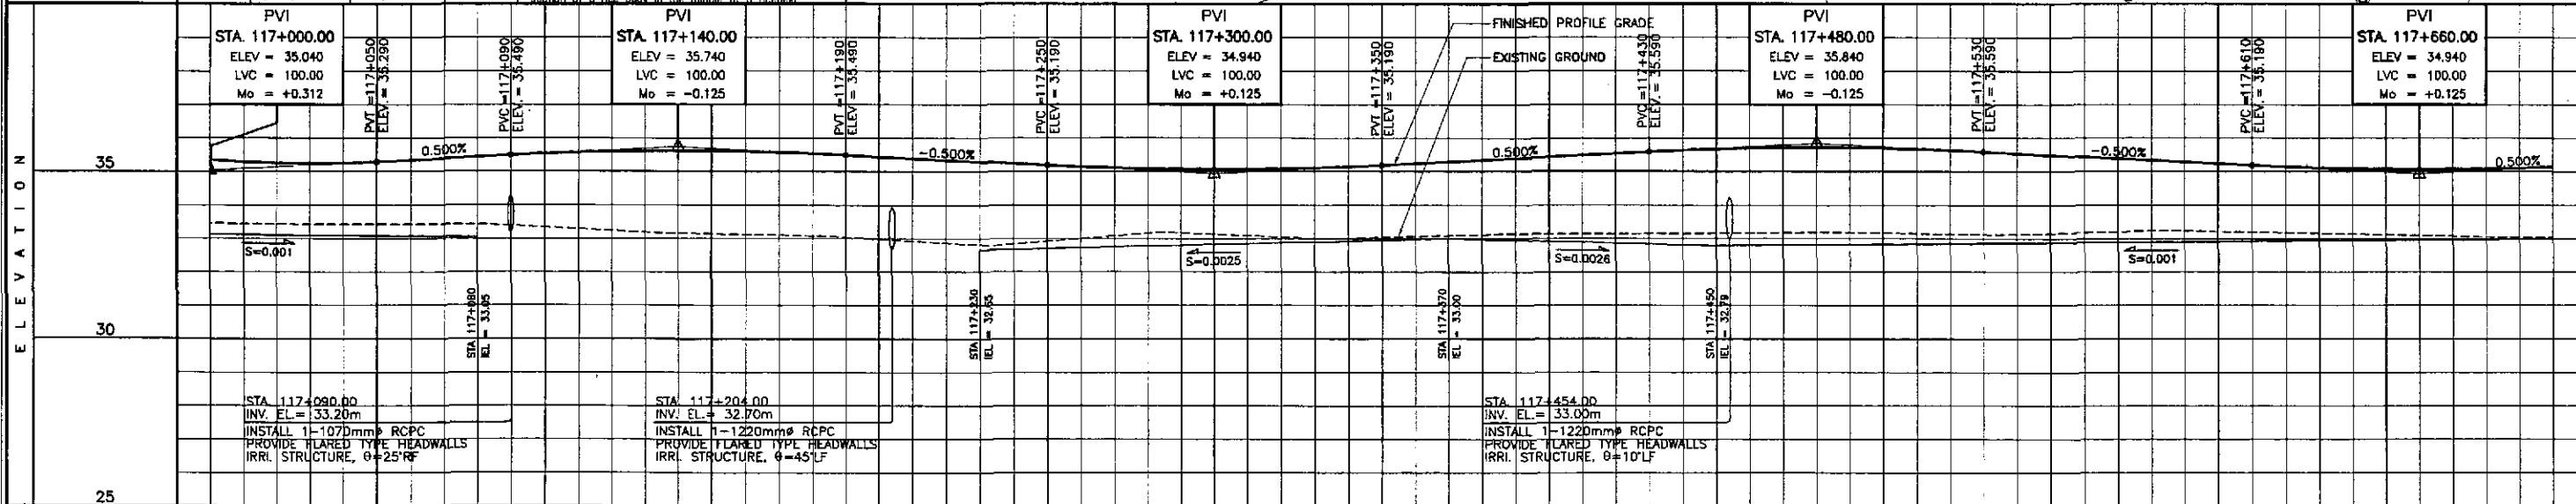 PVI
STA. 117+000.00
ELEV = 35.040
LVC = 100.00
Mo = +0.312
PVT =117+050
ELEV. = 35.290
PVC =117+090
ELEV. = 35.490
PVI
STA. 117+140.00
ELEV = 35.740
LVC = 100.00
Mo = -0.125
PVT =117+190
ELEV = 35.490
PVC =117+250
ELEV. = 35.190
PVI
STA. 117+300.00
ELEV = 34.940
LVC = 100.00
Mo = +0.125
PVT =117+350
ELEV. = 35.190
FINISHED PROFILE GRADE
EXISTING GROUND
PVC =117+430
ELEV. = 35.590
PVI
STA. 117+480.00
ELEV = 35.840
LVC = 100.00
Mo = -0.125
PVT =117+530
ELEV. = 35.590
PVC =117+610
ELEV. = 35.190
PVI
STA. 117+660.00
ELEV = 34.940
LVC = 100.00
Mo = +0.125
ELEVATION
35
30
25
0.500%
-0.500%
0.500%
-0.500%
0.500%
S=0.001
S=0.0025
S=0.0026
S=0.001
STA 117+080
IEL = 33.05
STA 117+230
IEL = 32.65
STA 117+370
IEL = 33.00
STA 117+450
IEL = 32.79
STA. 117+090.00
INV. EL.= 33.20m
INSTALL 1-1070mmø RCPC
PROVIDE FLARED TYPE HEADWALLS
IRRI. STRUCTURE, θ=25°RF
STA. 117+204.00
INV. EL.= 32.70m
INSTALL 1-1220mmø RCPC
PROVIDE FLARED TYPE HEADWALLS
IRRI. STRUCTURE, θ=45°LF
STA. 117+454.00
INV. EL.= 33.00m
INSTALL 1-1220mmø RCPC
PROVIDE FLARED TYPE HEADWALLS
IRRI. STRUCTURE, θ=10°LF